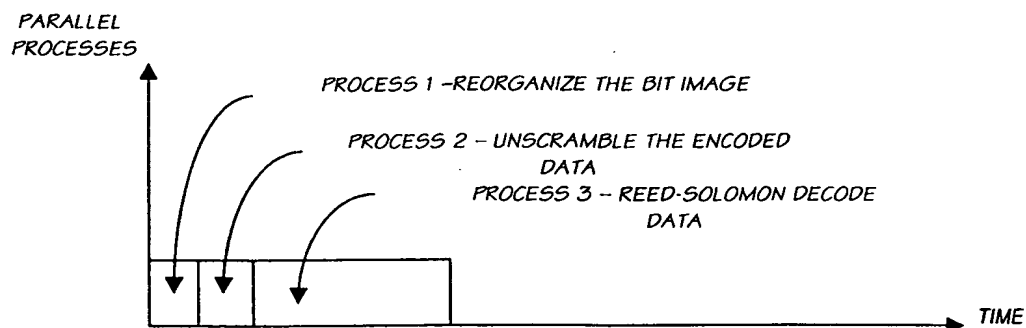 PARALLEL
PROCESSES
PROCESS 1 –REORGANIZE THE BIT IMAGE
PROCESS 2 – UNSCRAMBLE THE ENCODED
DATA
PROCESS 3 – REED-SOLOMON DECODE
DATA
TIME